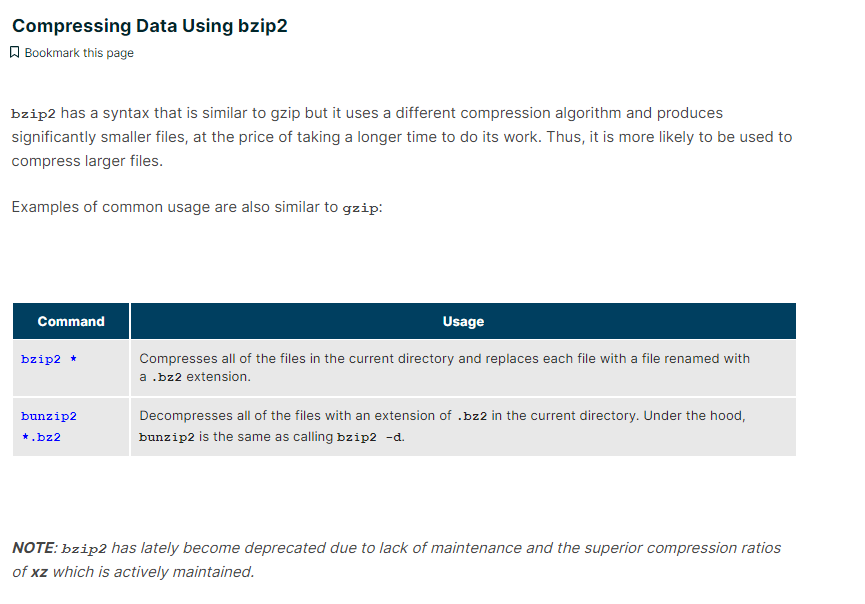 Compressing Data Using bzip2
Bookmark this page
bzip2 has a syntax that is similar to gzip but it uses a different compression algorithm and produces
significantly smaller files, at the price of taking a longer time to do its work. Thus, it is more likely to be used to
compress larger files.
Examples of common usage are also similar to gzip:
Command Usage
bzip2 * Compresses all of the files in the current directory and replaces each file with a file renamed with
a .bz2 extension.
bunzip2 Decompresses all of the files with an extension of .bz2 in the current directory. Under the hood,
*.bz2 bunzip2 is the same as calling bzip2 -d.
NOTE: bzip2 has lately become deprecated due to lack of maintenance and the superior compression ratios
of xz which is actively maintained.